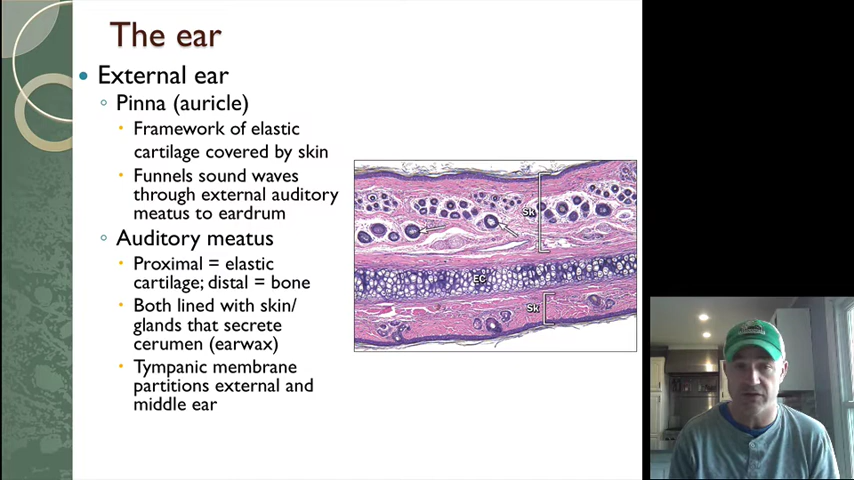 The ear
External ear
Pinna (auricle)
Framework of elastic
cartilage covered by skin
Funnels sound waves
through external auditory
meatus to eardrum
Auditory meatus
Proximal = elastic
cartilage; distal = bone
Both lined with skin/
glands that secrete
cerumen (earwax)
Tympanic membrane
partitions external and
middle ear
Sk
EC
Sk